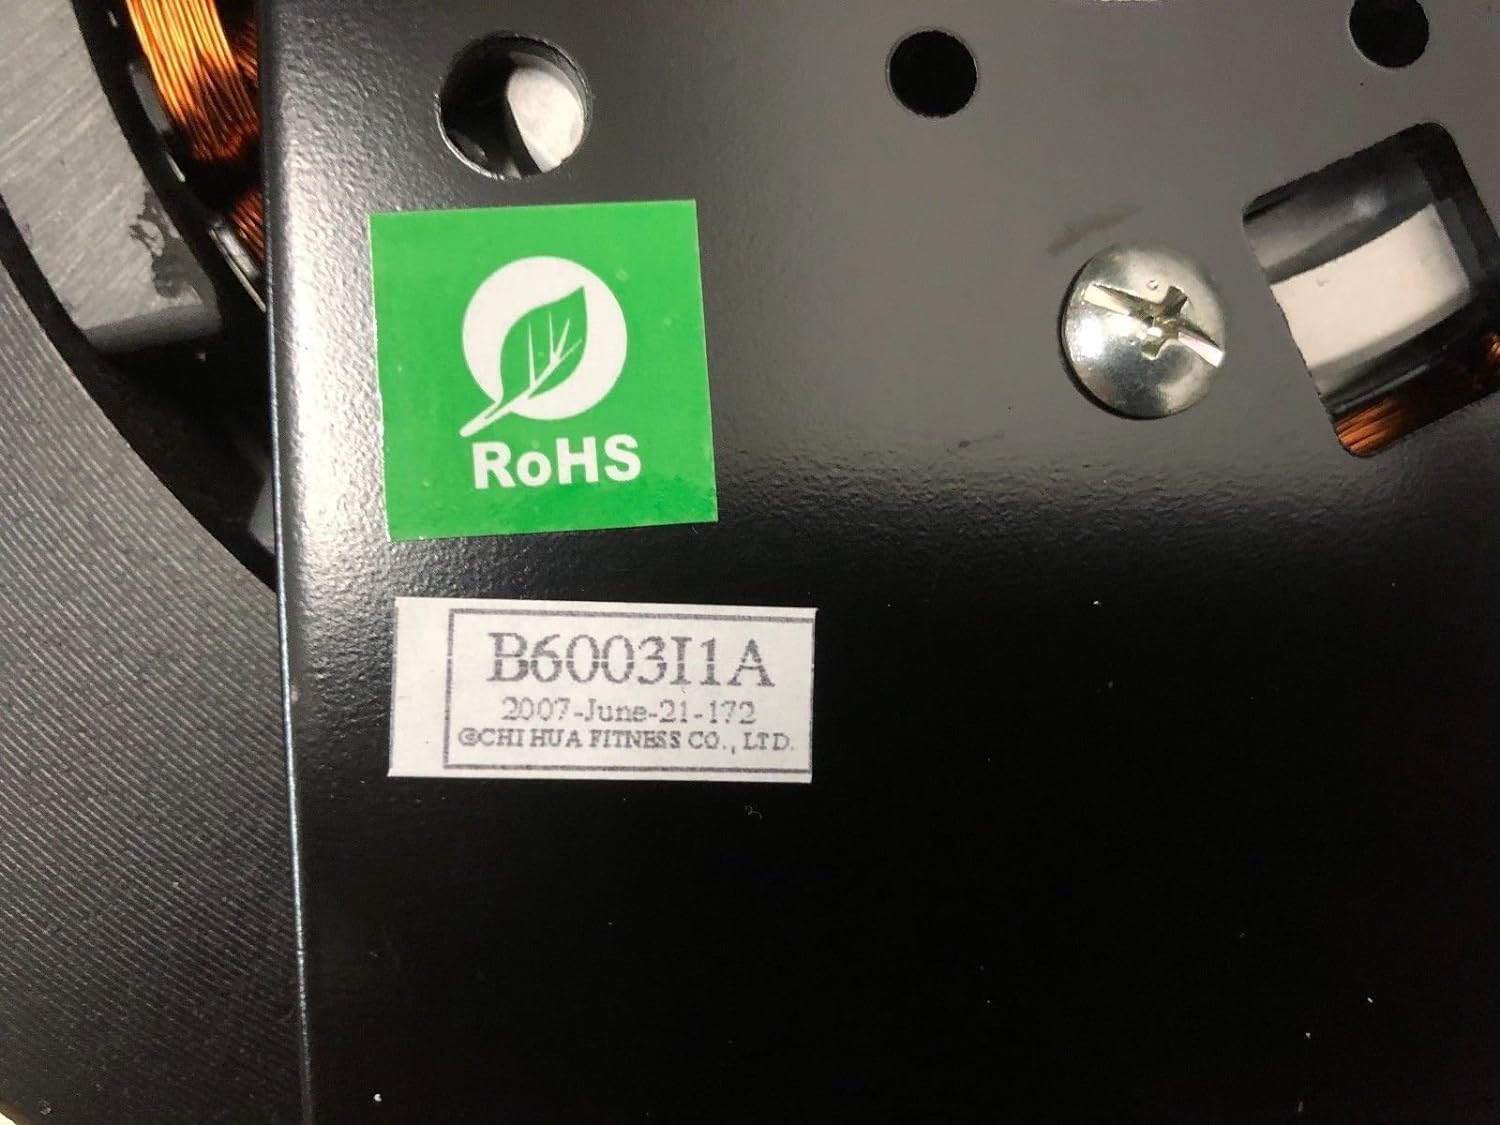 RoHS
B6003I1A
2007-June-21-172
©CHI HUA FITNESS CO., LTD.